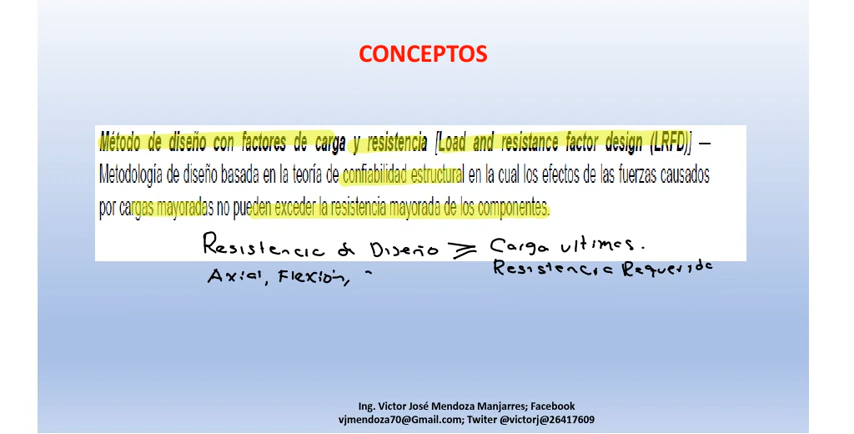 CONCEPTOS
Método de diseño con factores de carga y resistencia [Load and resistance factor design (LRFD)] —
Metodología de diseño basada en la teoría de confiabilidad estructural en la cual los efectos de las fuerzas causados
por cargas mayoradas no pueden exceder la resistencia mayorada de los componentes.
Resistencia d Diseño ≥ Carga ultimas.
Axial, Flexión, Resistencia Requerida
Ing. Victor José Mendoza Manjarres; Facebook
vjmendoza70@Gmail.com; Twiter @victorj@26417609